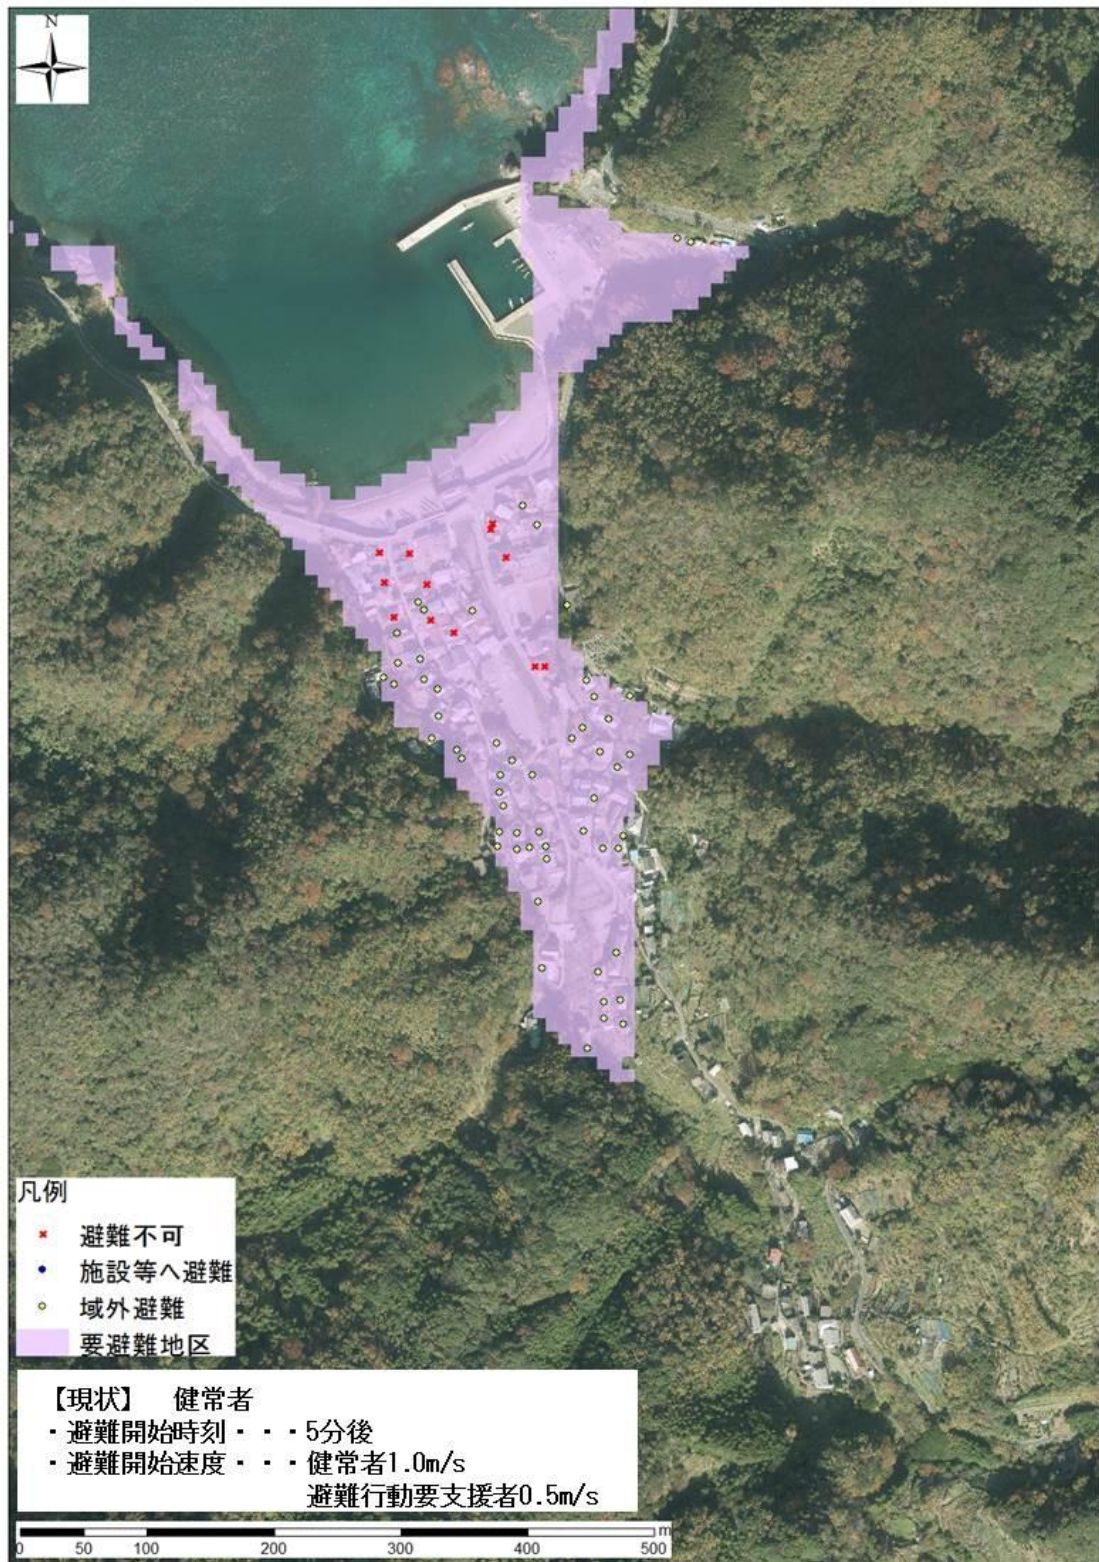 N
凡例
避難不可
施設等へ避難
域外避難
要避難地区
【現状】 健常者
・避難開始時刻・・・5分後
・避難開始速度・・・健常者1.0m/s
避難行動要支援者0.5m/s
m
0 50 100 200 300 400 500